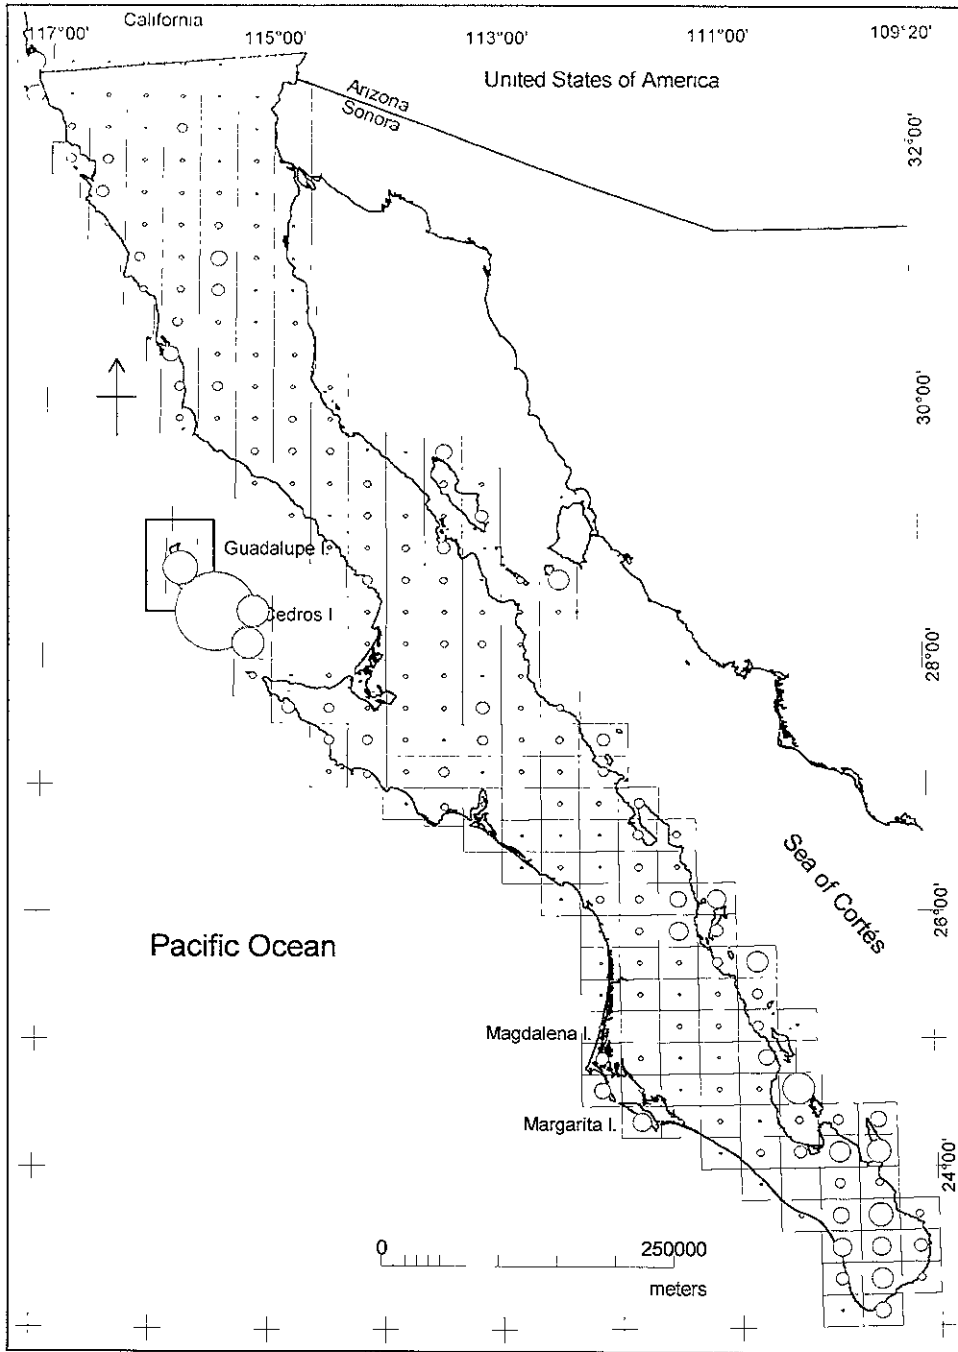 California
117°00'
115°00'
113°00'
111°00'
109°20'
United States of America
Arizona
Sonora
32°00'
30°00'
Guadalupe I.
Cedros I
28°00'
Sea of Cortés
26°00'
Pacific Ocean
Magdalena I.
Margarita I.
24°00'
0
250000
meters